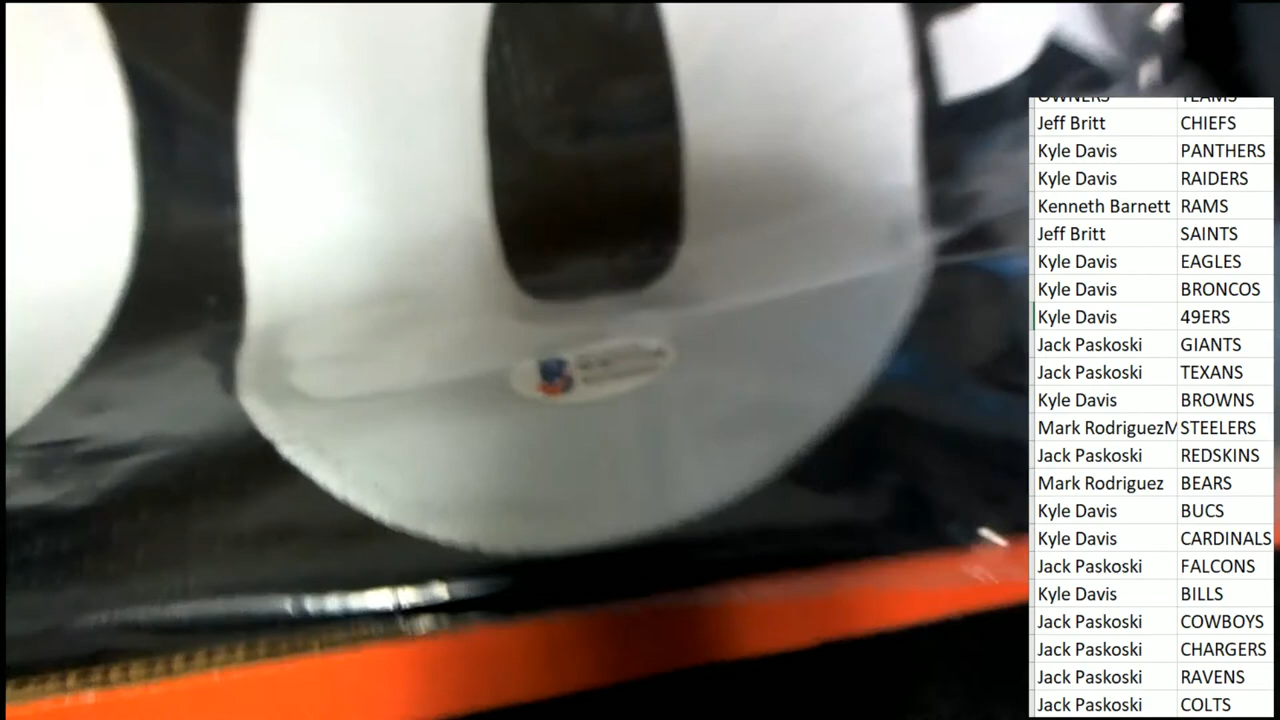 OWNERS TEAMS
Jeff Britt CHIEFS
Kyle Davis PANTHERS
Kyle Davis RAIDERS
Kenneth Barnett RAMS
Jeff Britt SAINTS
Kyle Davis EAGLES
Kyle Davis BRONCOS
Kyle Davis 49ERS
Jack Paskoski GIANTS
Jack Paskoski TEXANS
Kyle Davis BROWNS
Mark RodriguezM STEELERS
Jack Paskoski REDSKINS
Mark Rodriguez BEARS
Kyle Davis BUCS
Kyle Davis CARDINALS
Jack Paskoski FALCONS
Kyle Davis BILLS
Jack Paskoski COWBOYS
Jack Paskoski CHARGERS
Jack Paskoski RAVENS
Jack Paskoski COLTS